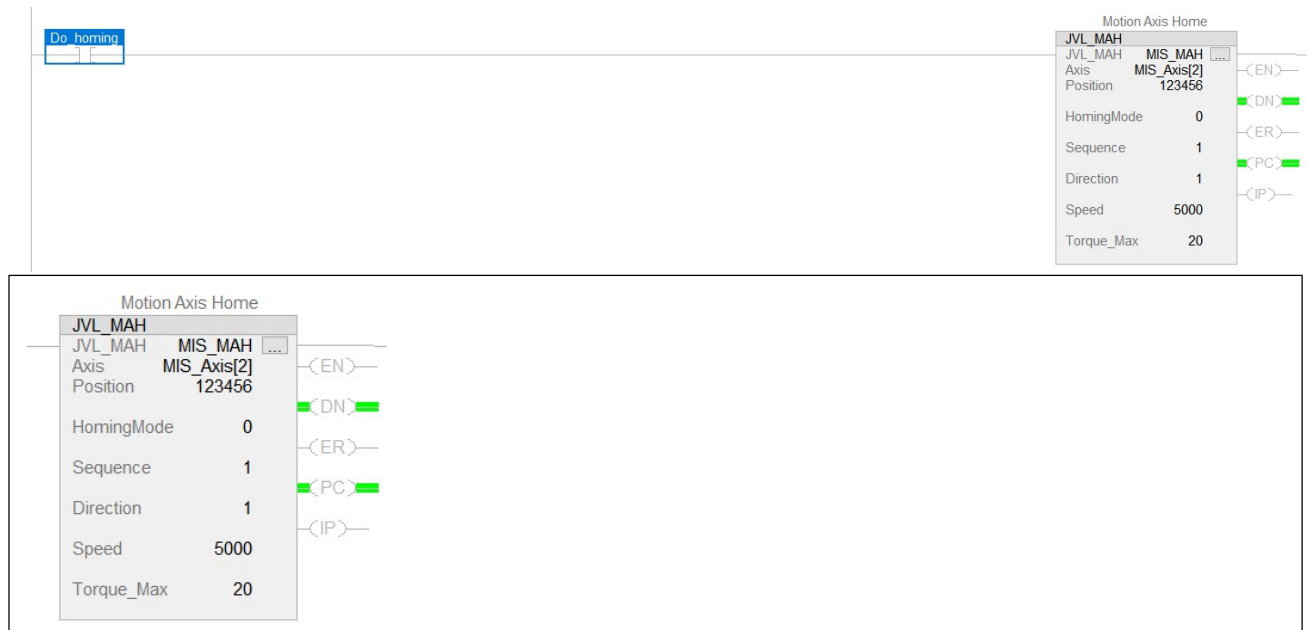 Motion Axis Home
Do_homing
JVL_MAH
JVL_MAH MIS_MAH ...
Axis MIS_Axis[2] (EN)
Position 123456
(DN)
HomingMode 0
(ER)
Sequence 1
(PC)
Direction 1
(IP)
Speed 5000
Torque_Max 20
Motion Axis Home
JVL_MAH
JVL_MAH MIS_MAH ...
Axis MIS_Axis[2] (EN)
Position 123456
(DN)
HomingMode 0
(ER)
Sequence 1
(PC)
Direction 1
(IP)
Speed 5000
Torque_Max 20